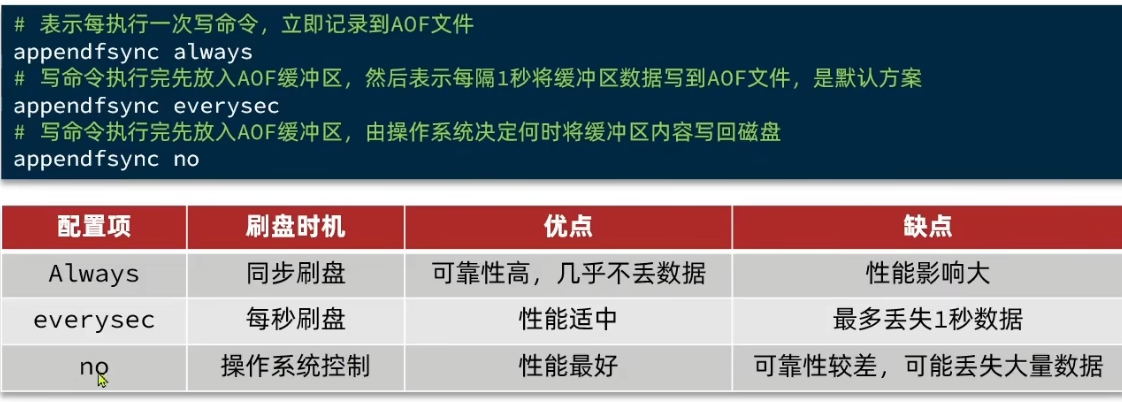 # 表示每执行一次写命令，立即记录到AOF文件
appendfsync always
# 写命令执行完先放入AOF缓冲区，然后表示每隔1秒将缓冲区数据写到AOF文件，是默认方案
appendfsync everysec
# 写命令执行完先放入AOF缓冲区，由操作系统决定何时将缓冲区内容写回磁盘
appendfsync no
配置项 刷盘时机 优点 缺点
Always 同步刷盘 可靠性高，几乎不丢数据 性能影响大
everysec 每秒刷盘 性能适中 最多丢失1秒数据
no 操作系统控制 性能最好 可靠性较差，可能丢失大量数据